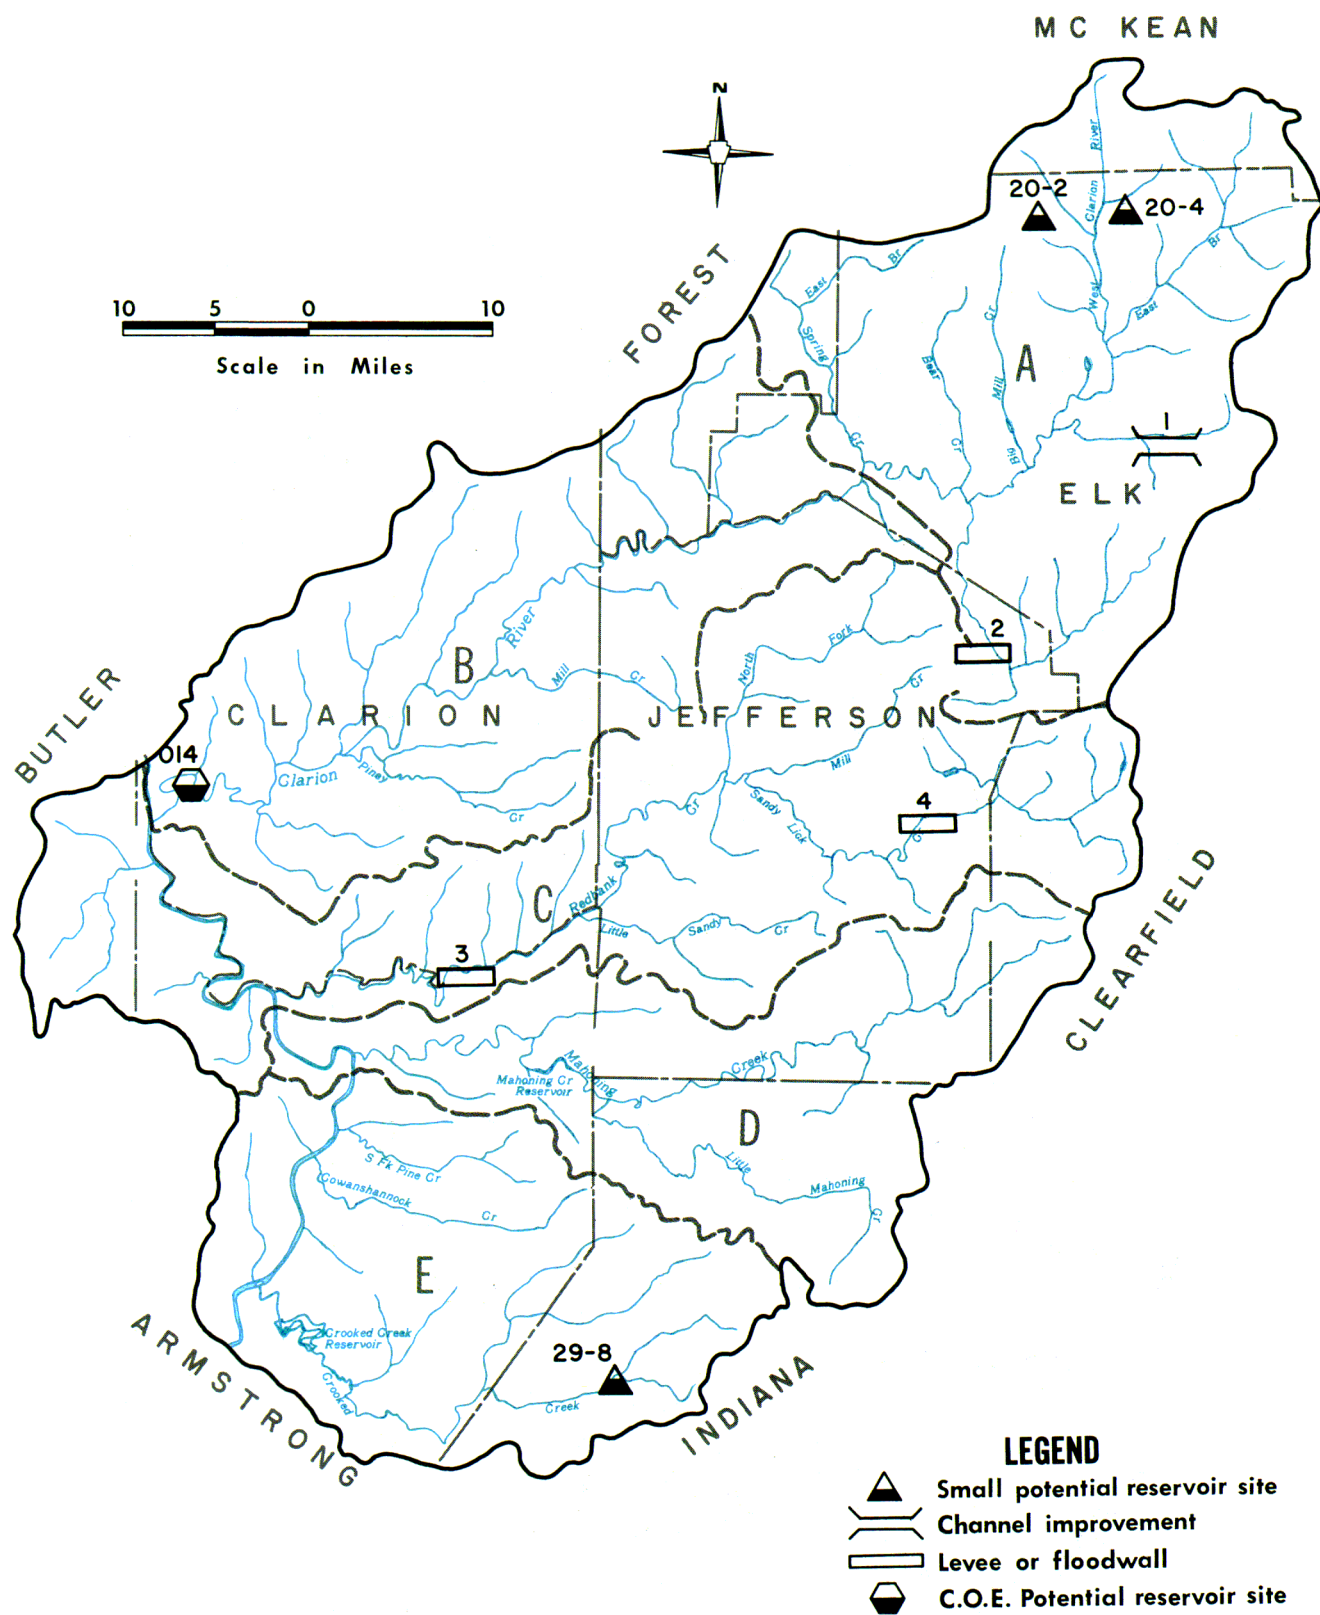 MC KEAN
N
River
20-2
Clarion
20-4
Br
East
Br
FOREST
West
East
10 5 0 10
Scale in Miles
Spring
Cr
Bear
A
Mill
Cr
Cr
Big
1
ELK
River
North
Fork
2
B
Mill
Cr
Cr
BUTLER
CLARION
JEFFERSON
014
Clarion
Piney
Cr
Mill
Cr
Sandy
Lick
4
Cr
C
Redbank
Little
Sandy
Cr
3
CLEARFIELD
Mahoning
Creek
Mahoning Cr
Reservoir
D
S Fk Pine Cr
Little
Cowanshannock
Cr
Mahoning
Cr
E
Crooked Creek
Reservoir
29-8
Crooked
Creek
ARMSTRONG
INDIANA
LEGEND
Small potential reservoir site
Channel improvement
Levee or floodwall
C.O.E. Potential reservoir site